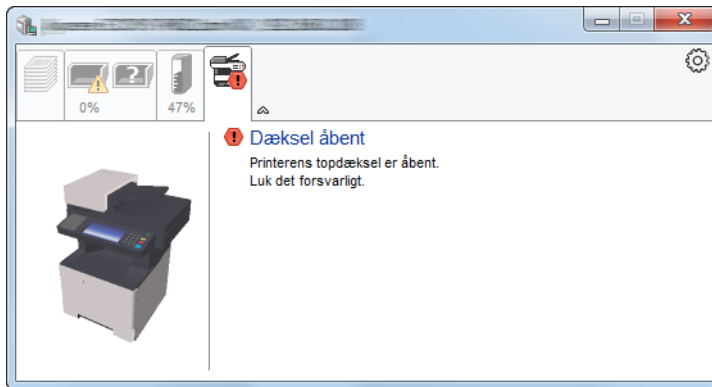 0%
47%
Dæksel åbent
Printerens topdæksel er åbent.
Luk det forsvarligt.